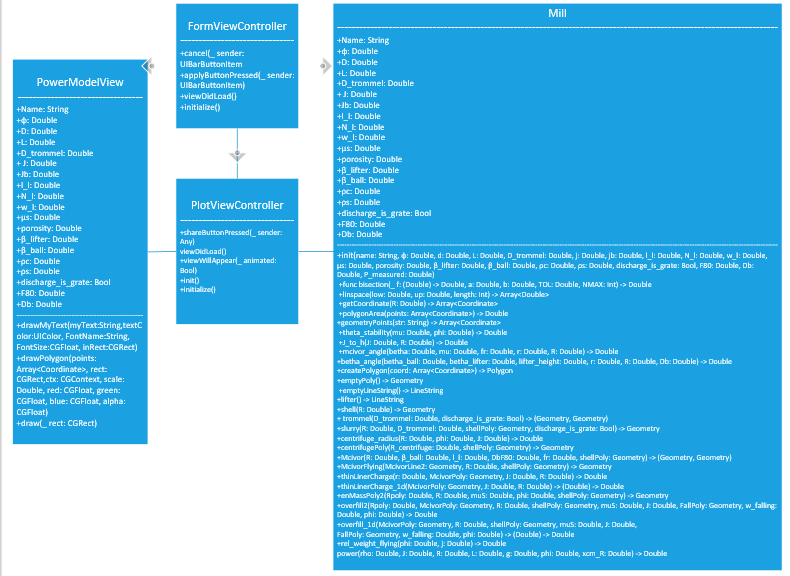 PowerModelView
+Name: String
+ф: Double
+D: Double
+L: Double
+D_trommel: Double
+ J: Double
+Jb: Double
+l_l: Double
+N_l: Double
+w_l: Double
+μs: Double
+porosity: Double
+β_lifter: Double
+β_ball: Double
+ρc: Double
+ρs: Double
+discharge_is_grate: Bool
+F80: Double
+Db: Double
+drawMyText(myText:String,textC
olor:UIColor, FontName:String,
FontSize:CGFloat, inRect:CGRect)
+drawPolygon(points:
Array<Coordinate>, rect:
CGRect,ctx: CGContext, scale:
Double, red: CGFloat, green:
CGFloat, blue: CGFloat, alpha:
CGFloat)
+draw(_ rect: CGRect)
FormViewController
+cancel(_ sender:
UIBarButtonItem
+applyButtonPressed(_ sender:
UIBarButtonItem)
+viewDidLoad()
+initialize()
PlotViewController
+shareButtonPressed(_ sender:
Any)
viewDidLoad()
+viewWillAppear(_ animated:
Bool)
+init()
+initialize()
Mill
+Name: String
+ф: Double
+D: Double
+L: Double
+D_trommel: Double
+ J: Double
+Jb: Double
+l_l: Double
+N_l: Double
+w_l: Double
+μs: Double
+porosity: Double
+β_lifter: Double
+β_ball: Double
+ρc: Double
+ρs: Double
+discharge_is_grate: Bool
+F80: Double
+Db: Double
+init(name: String, ф: Double, d: Double, L: Double, D_trommel: Double, j: Double, jb: Double, l_l: Double, N_l: Double, w_l: Double,
μs: Double, porosity: Double, β_lifter: Double, β_ball: Double, ρc: Double, ρs: Double, discharge_is_grate: Bool, F80: Double, Db:
Double, P_measured: Double)
+func bisection(_ f: (Double) -> Double, a: Double, b: Double, TOL: Double, NMAX: Int) -> Double
+linspace(low: Double, up: Double, length: Int) -> Array<Double>
+getCoordinate(R: Double) -> Array<Coordinate>
+polygonArea(points: Array<Coordinate>) -> Double
+geometryPoints(str: String) -> Array<Coordinate>
+theta_stability(mu: Double, phi: Double) -> Double
+J_to_h(J: Double, R: Double) -> Double
+mcivor_angle(betha: Double, mu: Double, fr: Double, r: Double, R: Double) -> Double
+betha_angle(betha_ball: Double, betha_lifter: Double, lifter_height: Double, r: Double, R: Double, Db: Double) -> Double
+createPolygon(coord: Array<Coordinate) -> Polygon
+emptyPoly() -> Geometry
+emptyLineString() -> LineString
+lifter() -> LineString
+shell(R: Double) -> Geometry
+ trommel(D_trommel: Double, discharge_is_grate: Bool) -> (Geometry, Geometry)
+slurry(R: Double, D_trommel: Double, shellPoly: Geometry, discharge_is_grate: Bool) -> Geometry
+centrifuge_radius(R: Double, phi: Double, J: Double) -> Double
+centrifugePoly(R_centrifuge: Double, shellPoly: Geometry) -> Geometry
+Mcivor(R: Double, β_ball: Double, l_l: Double, DbF80: Double, fr: Double, shellPoly: Geometry) -> (Geometry, Geometry)
+McivorFlying(McivorLine2: Geometry, R: Double, shellPoly: Geometry) -> Geometry
+thinLinerCharge(r: Double, McivorPoly: Geometry, J: Double, R: Double) -> Double
+thinLinerCharge_1d(McivorPoly: Geometry, J: Double, R: Double) -> (Double) -> Double
+enMassPoly2(Rpoly: Double, R: Double, muS: Double, phi: Double, shellPoly: Geometry) -> Geometry
+overfill2(Rpoly: Double, McivorPoly: Geometry, R: Double, shellPoly: Geometry, muS: Double, J: Double, FallPoly: Geometry, w_falling:
Double, phi: Double) -> Double
+overfill_1d(McivorPoly: Geometry, R: Double, shellPoly: Geometry, muS: Double, J: Double,
FallPoly: Geometry, w_falling: Double, phi: Double) -> (Double) -> Double
+rel_weight_flying(phi: Double, j: Double) -> Double
power(rho: Double, J: Double, R: Double, L: Double, g: Double, phi: Double, xcm_R: Double) -> Double